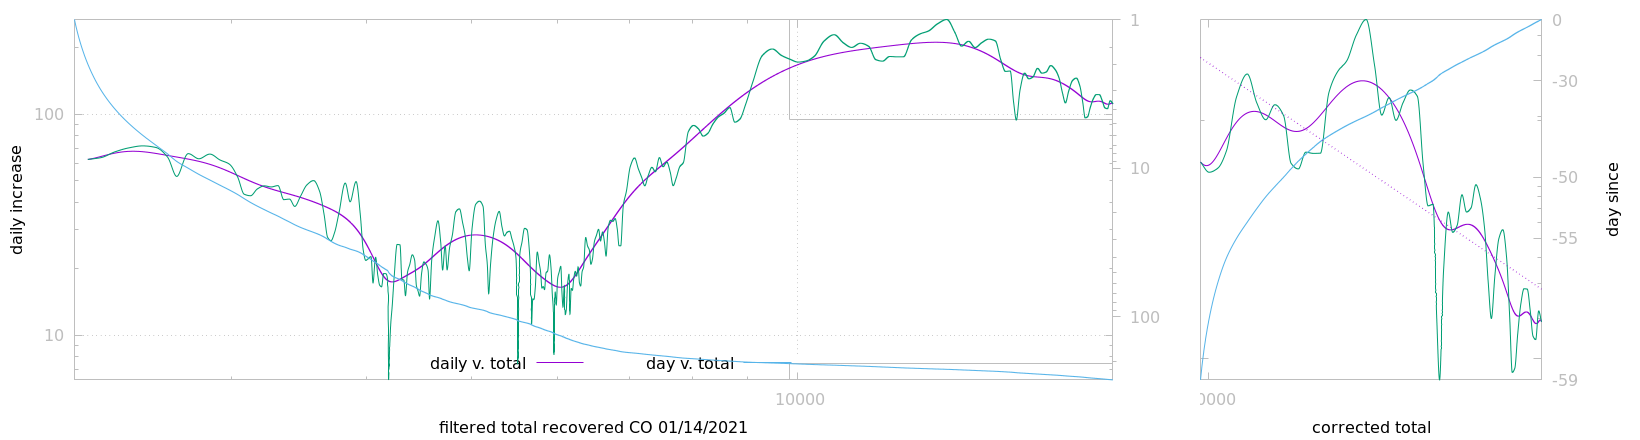 100
10
daily increase
daily v. total
day v. total
10000
filtered total recovered CO 01/14/2021
1
10
100
0
-30
-50
-55
-59
day since
0000
corrected total